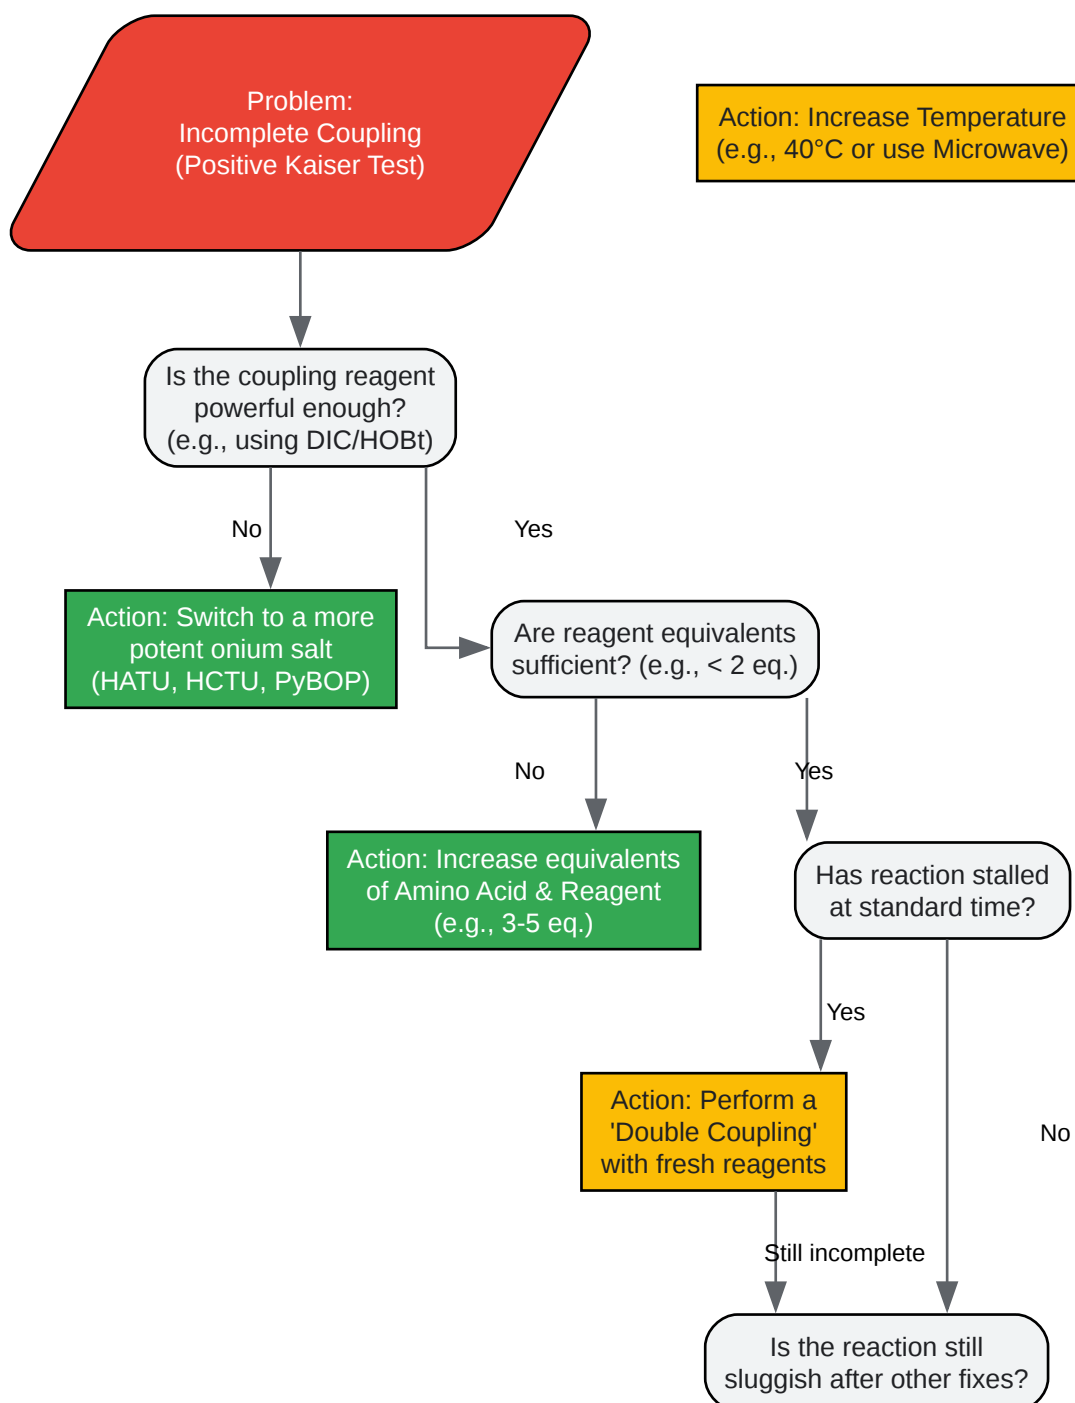 Problem:
Incomplete Coupling
(Positive Kaiser Test)
Action: Increase Temperature
(e.g., 40°C or use Microwave)
Is the coupling reagent
powerful enough?
(e.g., using DIC/HOBt)
No
Yes
Action: Switch to a more
potent onium salt
(HATU, HCTU, PyBOP)
Are reagent equivalents
sufficient? (e.g., < 2 eq.)
No
Yes
Action: Increase equivalents
of Amino Acid & Reagent
(e.g., 3-5 eq.)
Has reaction stalled
at standard time?
Yes
Action: Perform a
'Double Coupling'
with fresh reagents
No
Still incomplete
Is the reaction still
sluggish after other fixes?